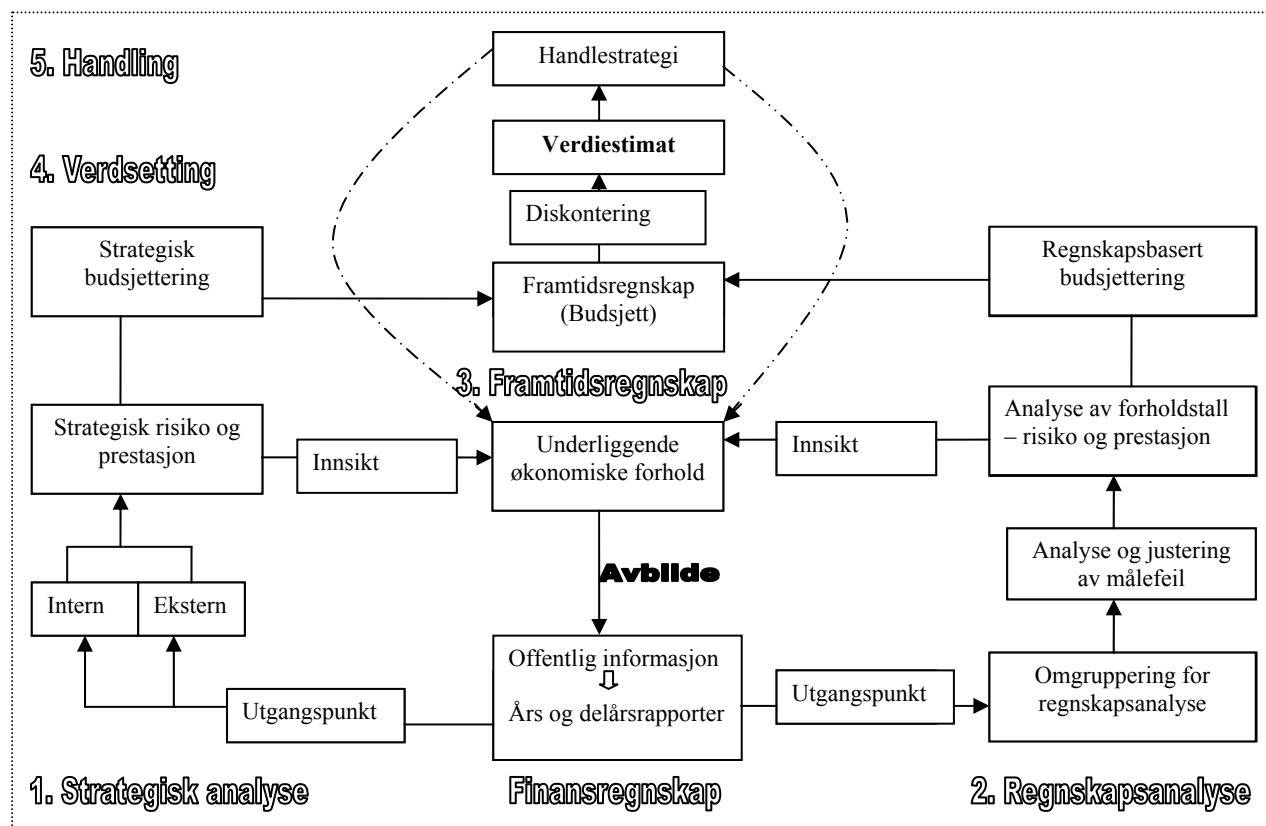 5. Handling
Handlestrategi
Verdiestimat
4. Verdsetting
Diskontering
Strategisk
budsjettering
Framtidsregnskap
(Budsjett)
Regnskapsbasert
budsjettering
3. Framtidsregnskap
Strategisk risiko og
prestasjon
Innsikt
Underliggende
økonomiske forhold
Innsikt
Analyse av forholdstall
– risiko og prestasjon
Avbilde
Analyse og justering
av målefeil
Intern
Ekstern
Offentlig informasjon
Års og delårsrapporter
Utgangspunkt
Utgangspunkt
Omgruppering for
regnskapsanalyse
1. Strategisk analyse
Finansregnskap
2. Regnskapsanalyse